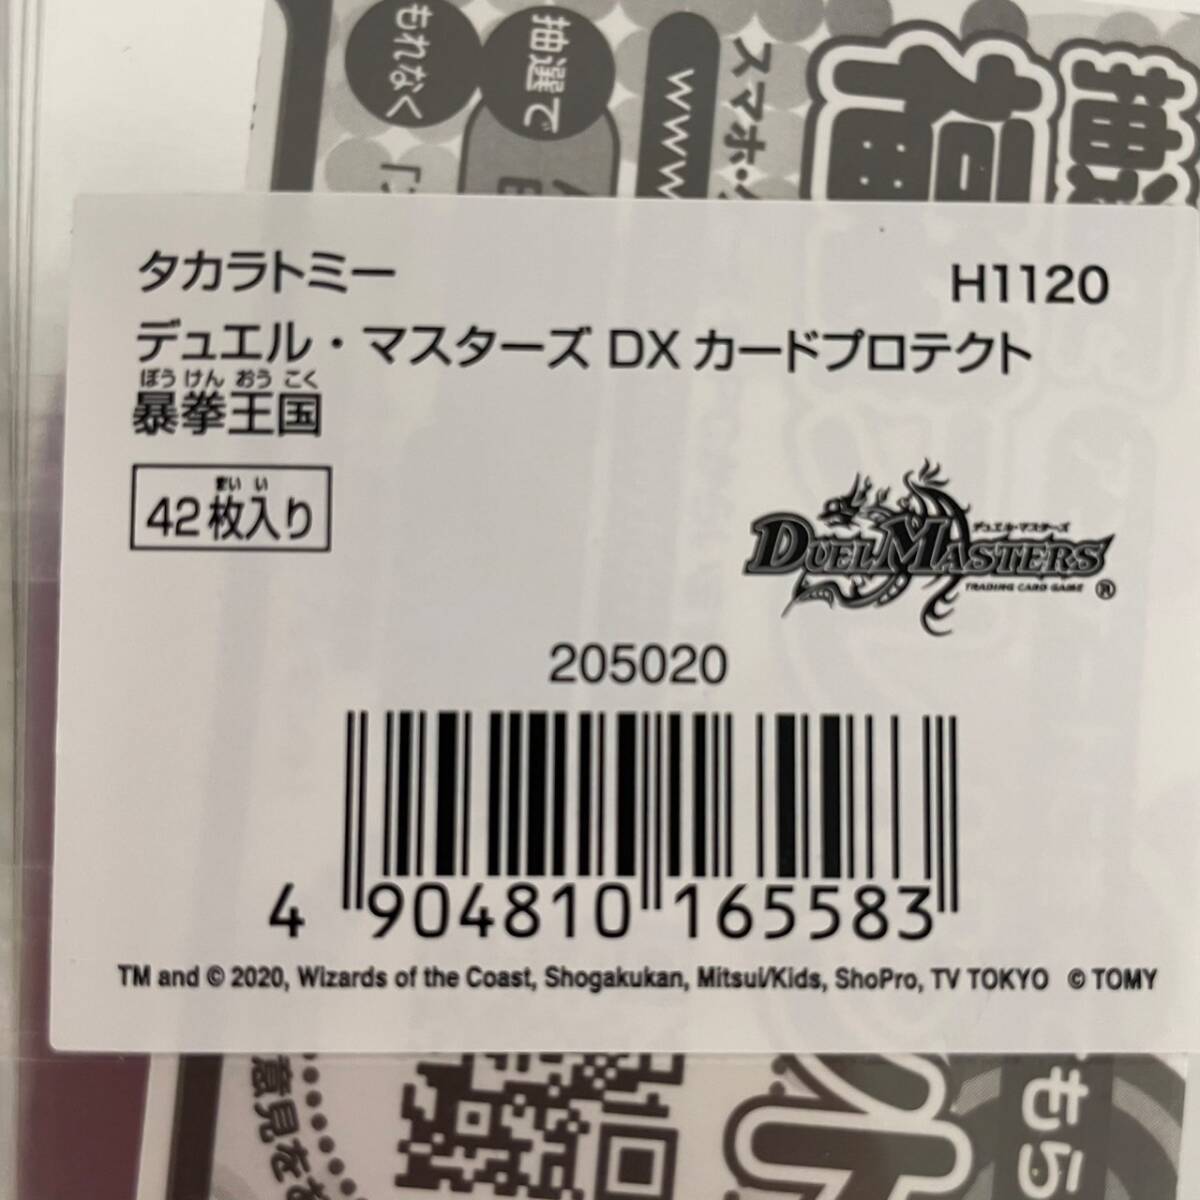 もれなく
抽選で
WWW
スマホ・
タカラトミー
H1120
デュエル・マスターズ DX カードプロテクト
ぼう けん おう こく
暴拳王国
まい い
42枚入り
デュエル・マスターズ
DUEL MASTERS
TRADING CARD GAME ®
205020
4 904810 165583
TM and © 2020, Wizards of the Coast, Shogakukan, Mitsui/Kids, ShoPro, TV TOKYO © TOMY
意見を
もら